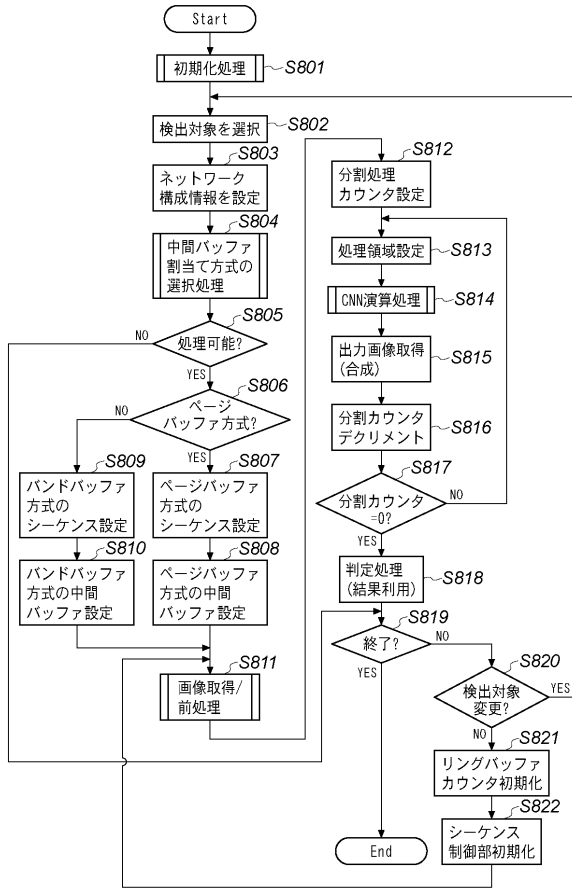 Start
初期化処理
S801
検出対象を選択
S802
S803
ネットワーク
構成情報を設定
S804
中間バッファ
割当て方式の
選択処理
S805
NO
処理可能?
YES
S806
NO
ページ
バッファ方式?
YES
S809
バンドバッファ
方式の
シーケンス設定
S807
ページバッファ
方式の
シーケンス設定
S810
バンドバッファ
方式の中間
バッファ設定
S808
ページバッファ
方式の中間
バッファ設定
S811
画像取得/
前処理
S812
分割処理
カウンタ設定
処理領域設定
S813
CNN演算処理
S814
出力画像取得
(合成)
S815
分割カウンタ
デクリメント
S816
S817
分割カウンタ
=0?
NO
YES
判定処理
(結果利用)
S818
S819
終了?
NO
YES
S820
検出対象
変更?
YES
NO
S821
リングバッファ
カウンタ初期化
S822
シーケンス
制御部初期化
End